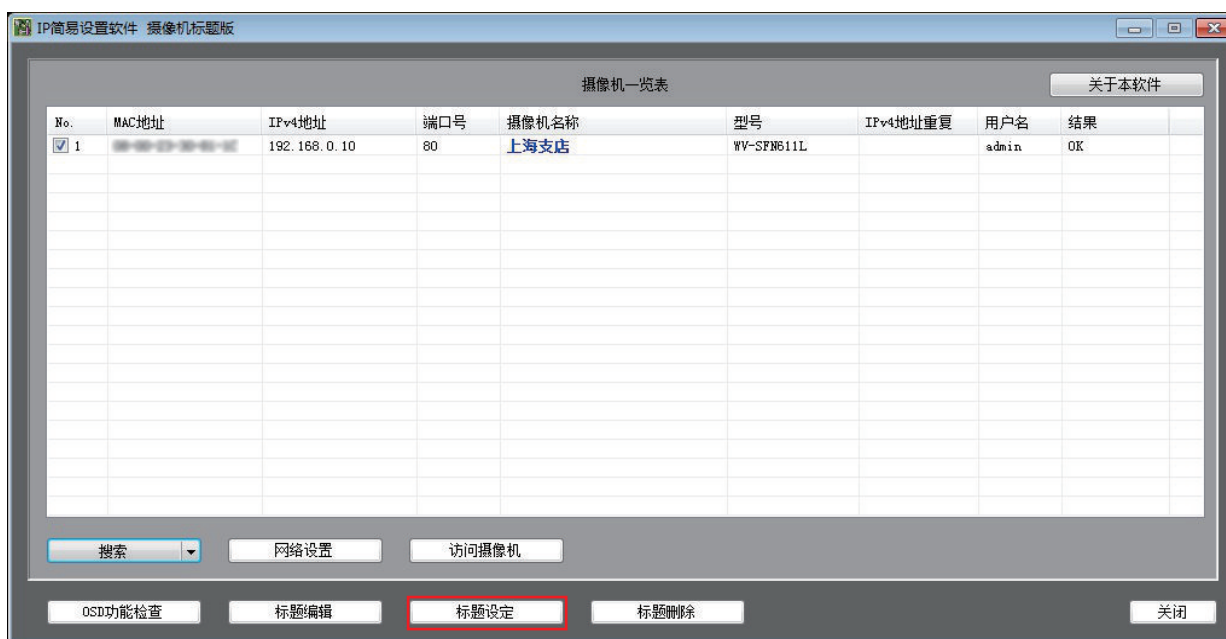 IP简易设置软件 摄像机标题版
摄像机一览表
关于本软件
No. MAC地址 IPv4地址 端口号 摄像机名称 型号 IPv4地址重复 用户名 结果
1 192.168.0.10 80 上海支店 WV-SFN611L admin OK
搜索 网络设置 访问摄像机
OSD功能检查 标题编辑 标题设定 标题删除 关闭